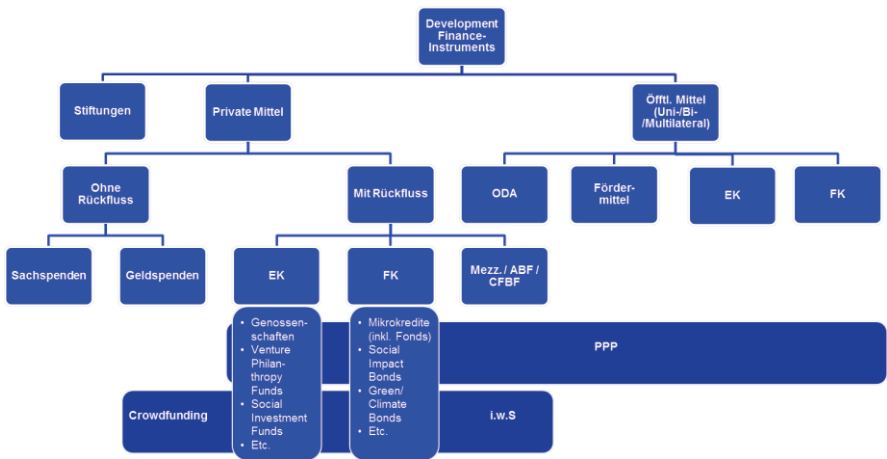 Development
Finance-
Instruments
Stiftungen
Private Mittel
Öfftl. Mittel
(Uni-/Bi-
/Multilateral)
Ohne
Rückfluss
Mit Rückfluss
ODA
Förder-
mittel
EK
FK
Sachspenden
Geldspenden
EK
FK
Mezz. / ABF /
CFBF
• Genossen-
schaften
• Venture
Philan-
thropy
Funds
• Social
Investment
Funds
• Etc.
• Mikrokredite
(inkl. Fonds)
• Social
Impact
Bonds
• Green/
Climate
Bonds
• Etc.
PPP
Crowdfunding
i.w.S